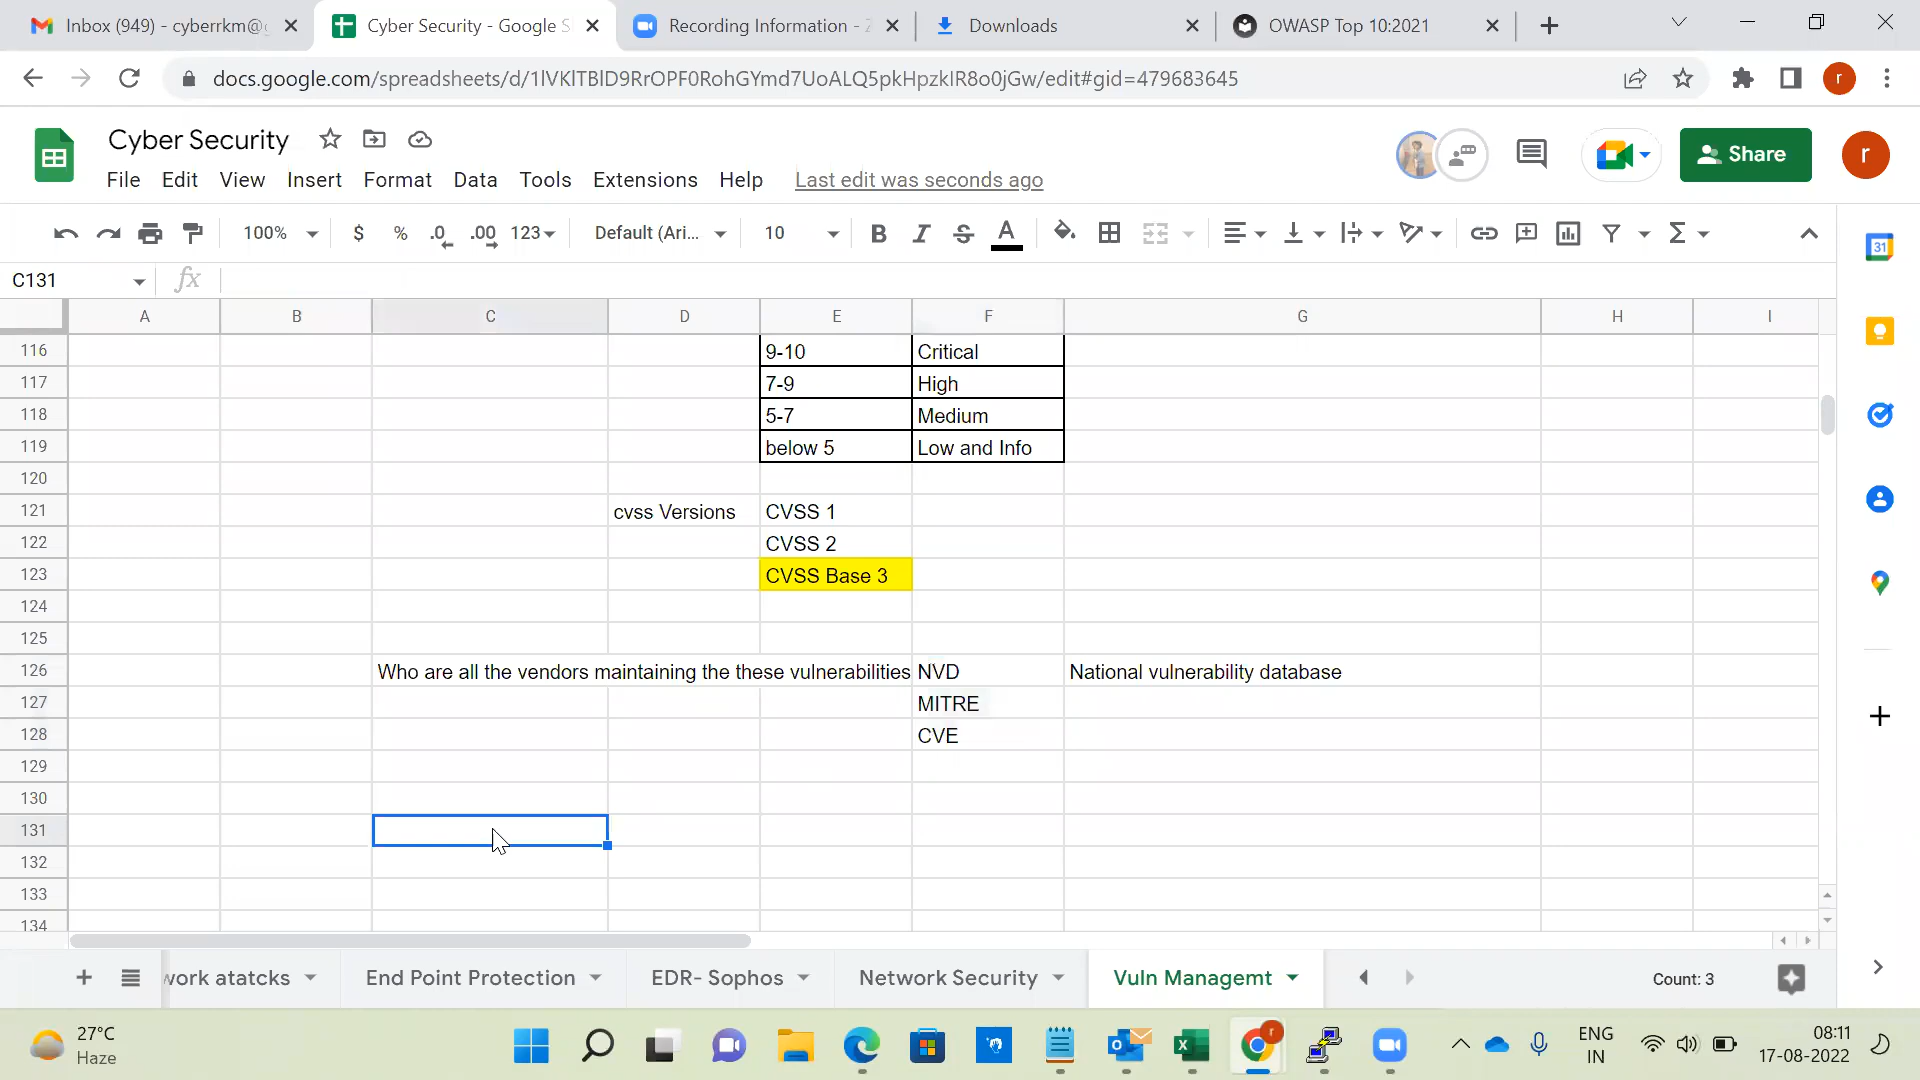 Inbox (949) - cyberrkm@g
Cyber Security - Google S
Recording Information - Z
Downloads
OWASP Top 10:2021
docs.google.com/spreadsheets/d/1lVKlTBlD9RrOPF0RohGYmd7UoALQ5pkHpzkIR8o0jGw/edit#gid=479683645
r
Cyber Security
Share
r
File Edit View Insert Format Data Tools Extensions Help Last edit was seconds ago
100% $ % .0 .00 123 Default (Ari... 10 B I S A
31
C131 fx
A B C D E F G H I
116 9-10 Critical
117 7-9 High
118 5-7 Medium
119 below 5 Low and Info
120
121 cvss Versions CVSS 1
122 CVSS 2
123 CVSS Base 3
124
125
126 Who are all the vendors maintaining the these vulnerabilities NVD National vulnerability database
127 MITRE
128 CVE
129
130
131
132
133
134
work atatcks End Point Protection EDR- Sophos Network Security Vuln Managemt Count: 3
27°C
Haze
r
ENG
IN
08:11
17-08-2022